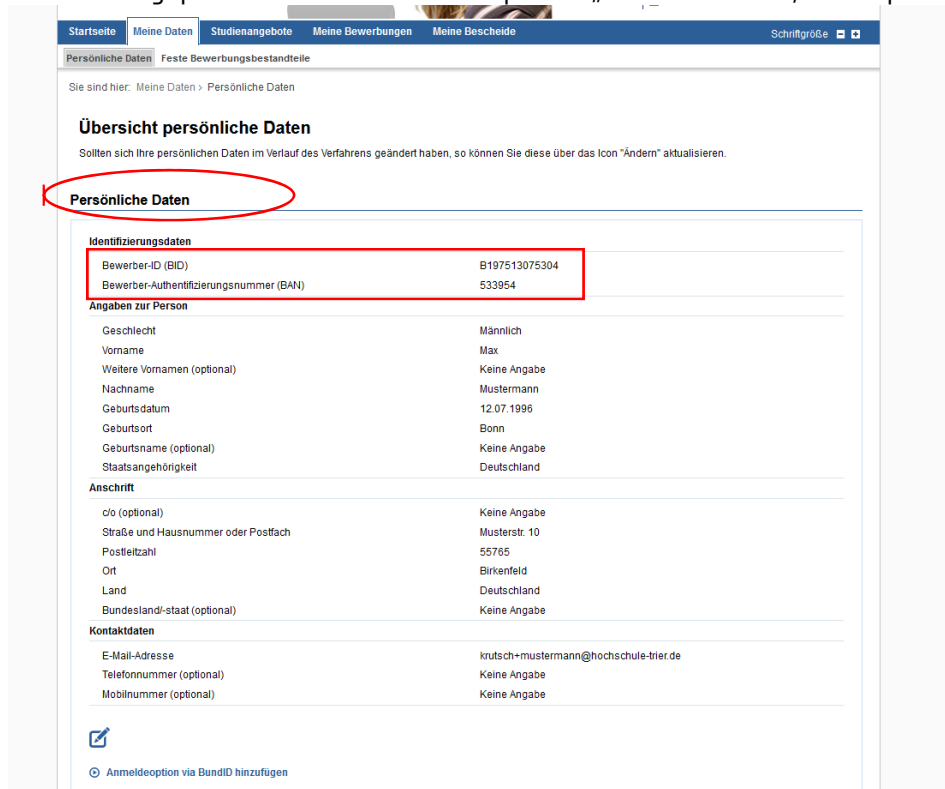 Startseite Meine Daten Studienangebote Meine Bewerbungen Meine Bescheide Schriftgröße
Persönliche Daten Feste Bewerbungsbestandteile
Sie sind hier: Meine Daten › Persönliche Daten
Übersicht persönliche Daten
Sollten sich Ihre persönlichen Daten im Verlauf des Verfahrens geändert haben, so können Sie diese über das Icon "Ändern" aktualisieren.
Persönliche Daten
Identifizierungsdaten
Bewerber-ID (BID) B197513075304
Bewerber-Authentifizierungsnummer (BAN) 533954
Angaben zur Person
Geschlecht Männlich
Vorname Max
Weitere Vornamen (optional) Keine Angabe
Nachname Mustermann
Geburtsdatum 12.07.1996
Geburtsort Bonn
Geburtsname (optional) Keine Angabe
Staatsangehörigkeit Deutschland
Anschrift
c/o (optional) Keine Angabe
Straße und Hausnummer oder Postfach Musterstr. 10
Postleitzahl 55765
Ort Birkenfeld
Land Deutschland
Bundesland/-staat (optional) Keine Angabe
Kontaktdaten
E-Mail-Adresse krutsch+mustermann@hochschule-trier.de
Telefonnummer (optional) Keine Angabe
Mobilnummer (optional) Keine Angabe
Anmeldeoption via BundID hinzufügen